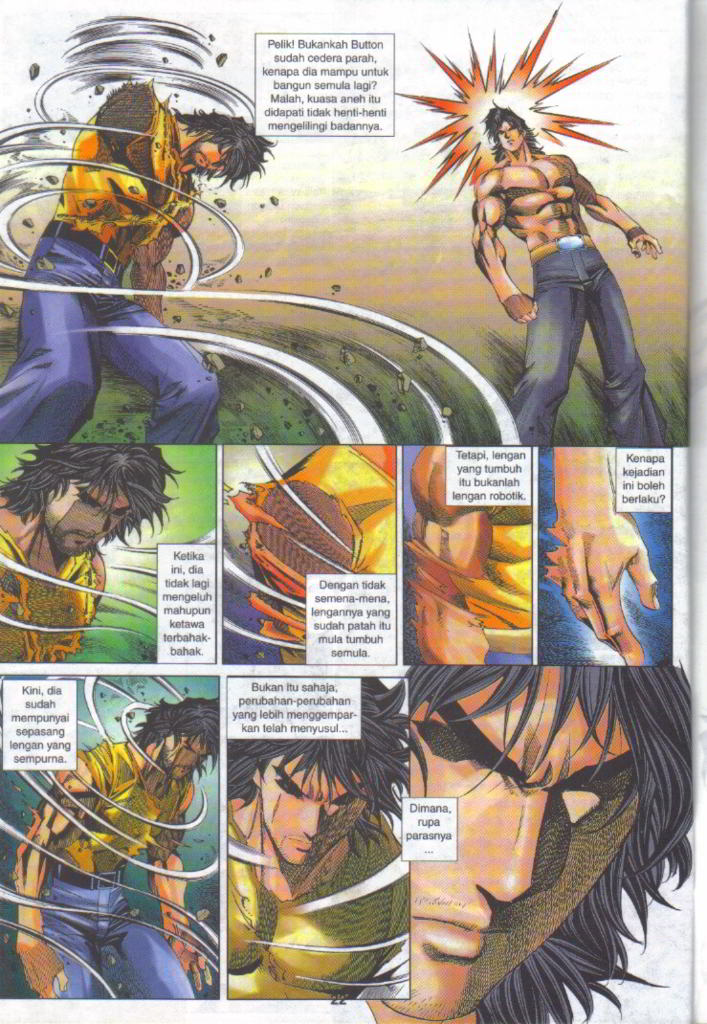 Pelik! Bukankah Button
sudah cedera parah,
kenapa dia mampu untuk
bangun semula lagi?
Malah, kuasa aneh itu
didapati tidak henti-henti
mengelilingi badannya.
Ketika
ini, dia
tidak lagi
mengeluh
mahupun
ketawa
terbahak-
bahak.
Dengan tidak
semena-mena,
lengannya yang
sudah patah itu
mula tumbuh
semula.
Tetapi, lengan
yang tumbuh
itu bukanlah
lengan robotik.
Kenapa
kejadian
ini boleh
berlaku?
Kini, dia
sudah
mempunyai
sepasang
lengan yang
sempurna.
Bukan itu sahaja,
perubahan-perubahan
yang lebih menggempar-
kan telah menyusul...
Dimana,
rupa
parasnya
...
22